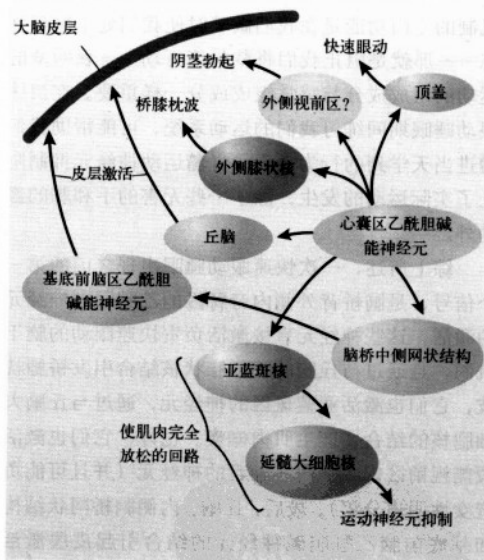 大脑皮层
阴茎勃起
快速眼动
桥膝枕波
外侧视前区？
顶盖
外侧膝状核
皮层激活
心囊区乙酰胆
碱能神经元
丘脑
基底前脑区乙酰胆
碱能神经元
脑桥中侧网状结构
亚蓝斑核
使肌肉完全
放松的回路
延髓大细胞核
运动神经元抑制